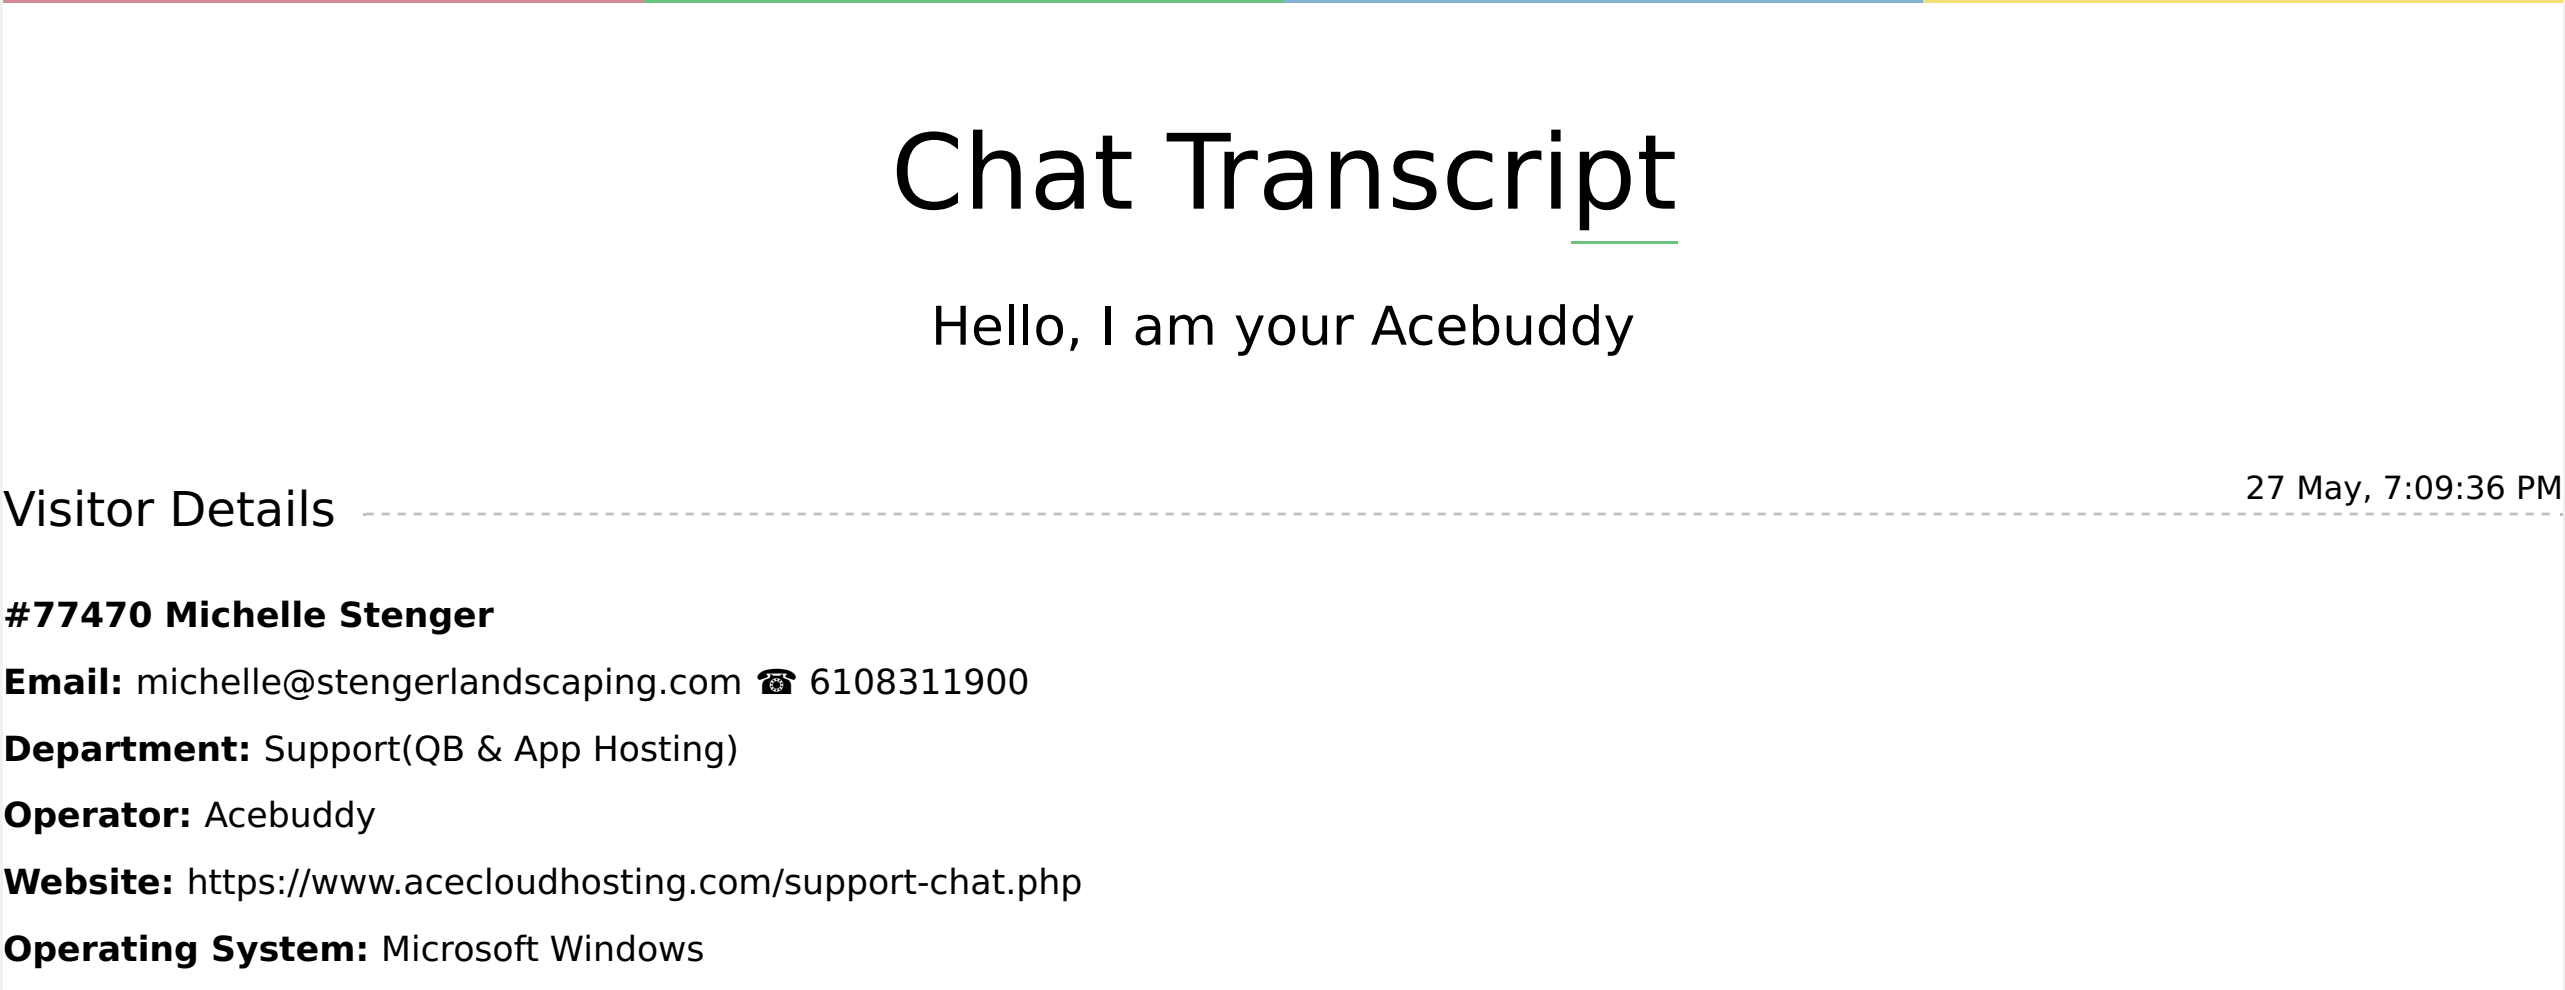 Chat Transcript
Hello, I am your Acebuddy
Visitor Details
27 May, 7:09:36 PM
#77470 Michelle Stenger
Email: michelle@stengerlandscaping.com ☎ 6108311900
Department: Support(QB & App Hosting)
Operator: Acebuddy
Website: https://www.acecloudhosting.com/support-chat.php
Operating System: Microsoft Windows